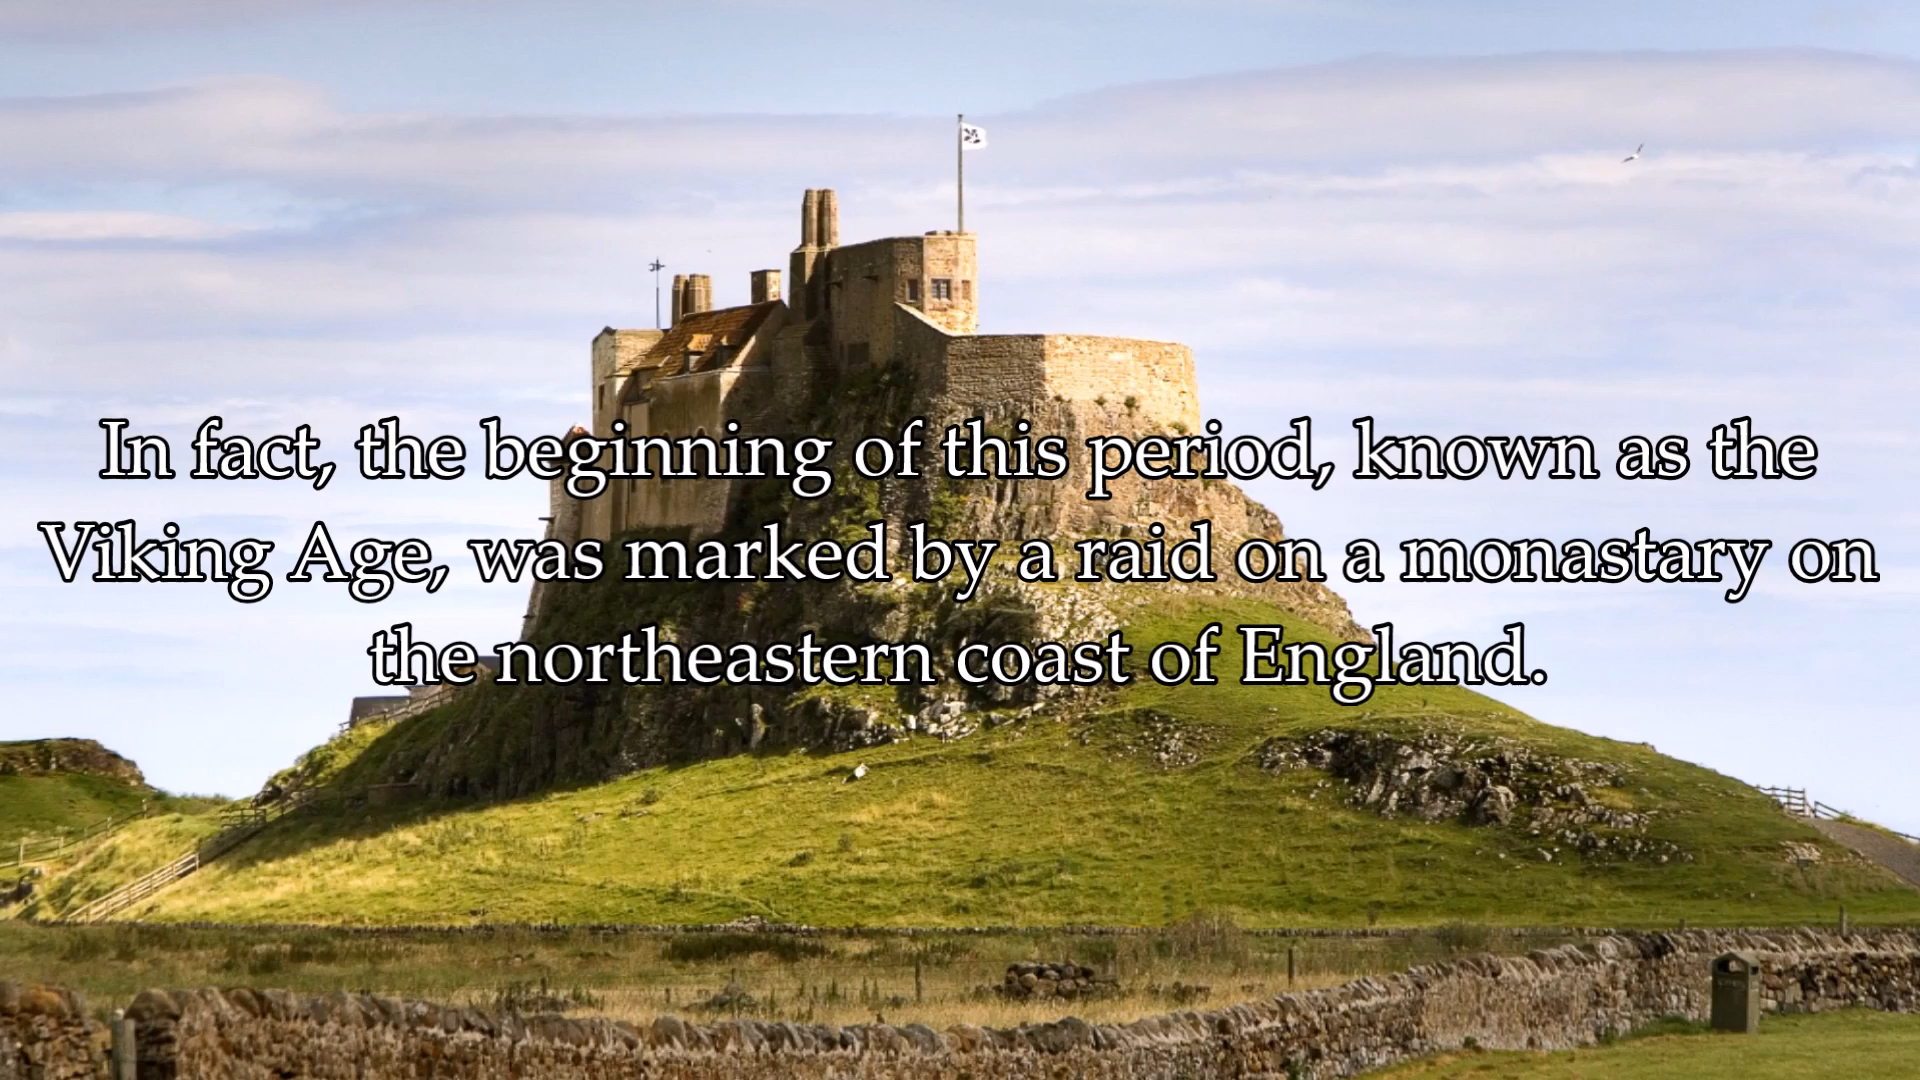 In fact, the beginning of this period, known as the
Viking Age, was marked by a raid on a monastary on
the northeastern coast of England.